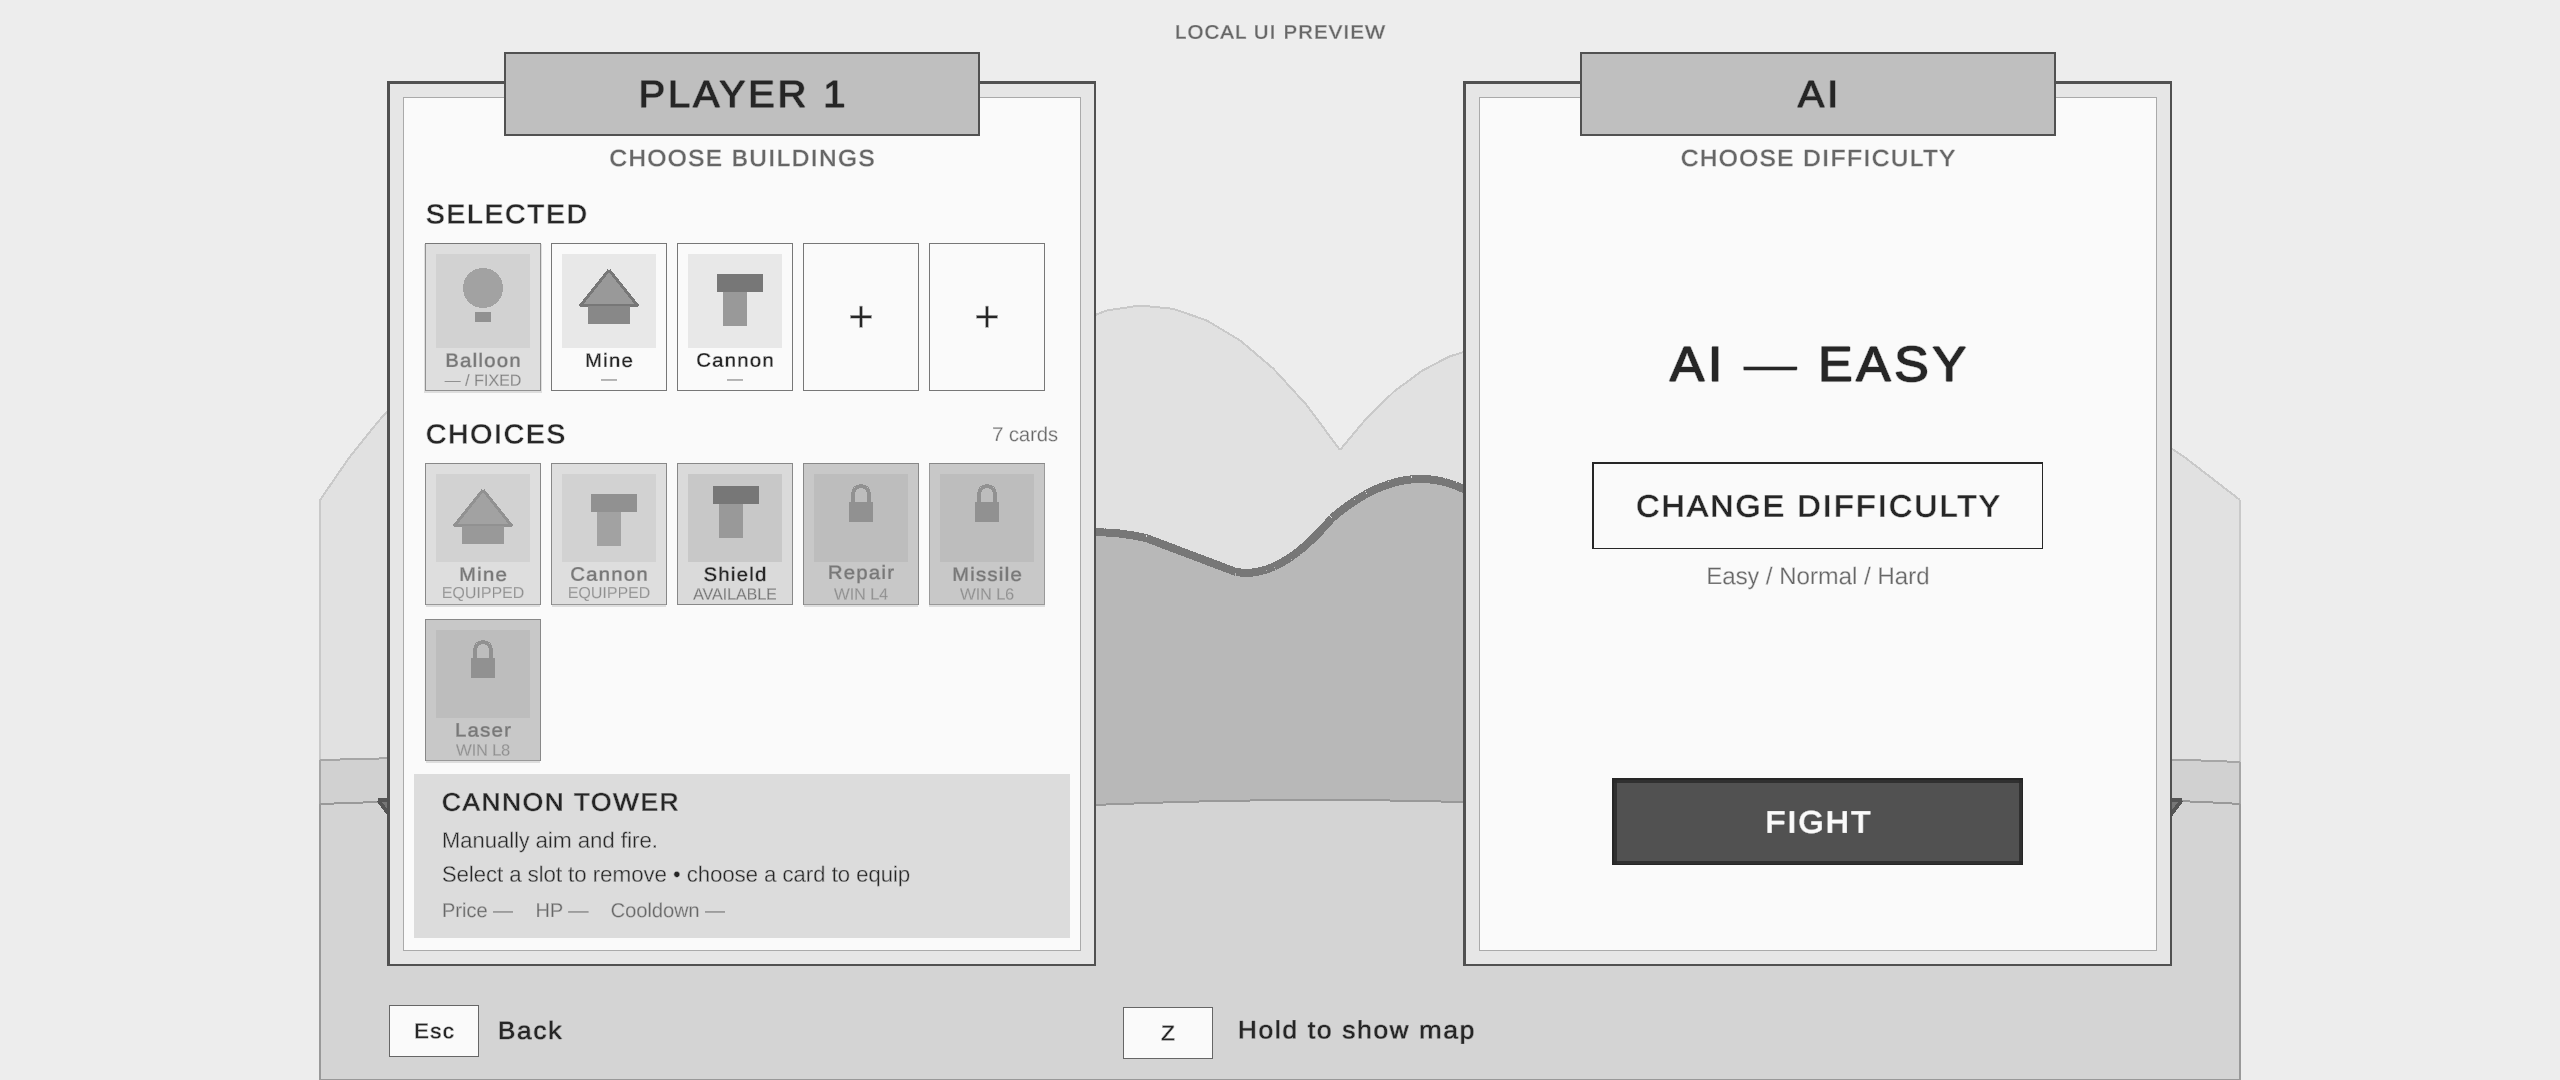 LOCAL UI PREVIEW
PLAYER 1
CHOOSE BUILDINGS
SELECTED
Balloon
— / FIXED
Mine
—
Cannon
—
+
+
CHOICES
7 cards
Mine
EQUIPPED
Cannon
EQUIPPED
Shield
AVAILABLE
Repair
WIN L4
Missile
WIN L6
Laser
WIN L8
CANNON TOWER
Manually aim and fire.
Select a slot to remove • choose a card to equip
Price — HP — Cooldown —
AI
CHOOSE DIFFICULTY
AI — EASY
CHANGE DIFFICULTY
Easy / Normal / Hard
FIGHT
Esc Back
Z Hold to show map